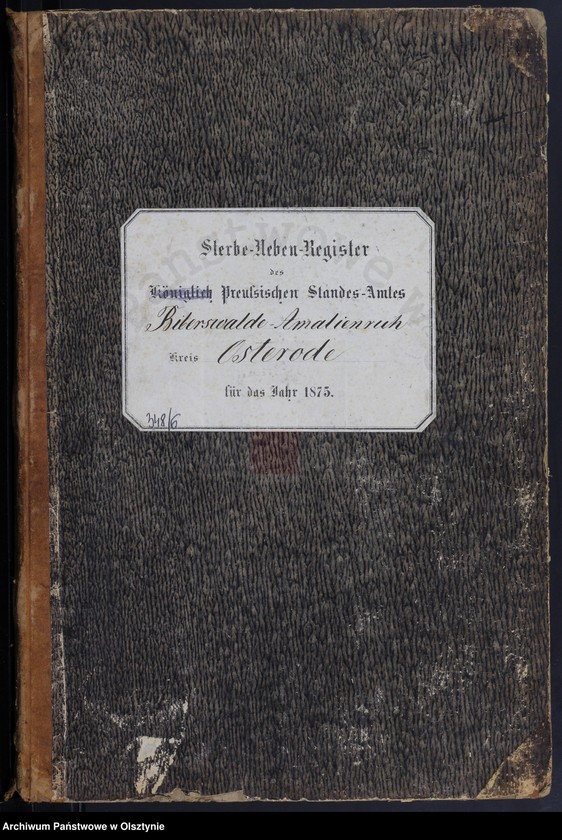 Sterbe-Neben-Register
des
Königlich Preußischen Standes-Amtes
Biberswalde-Amalienruh
Kreis Osterode
für das Jahr 1875.
348/6
Archiwum Państwowe w Olsztynie